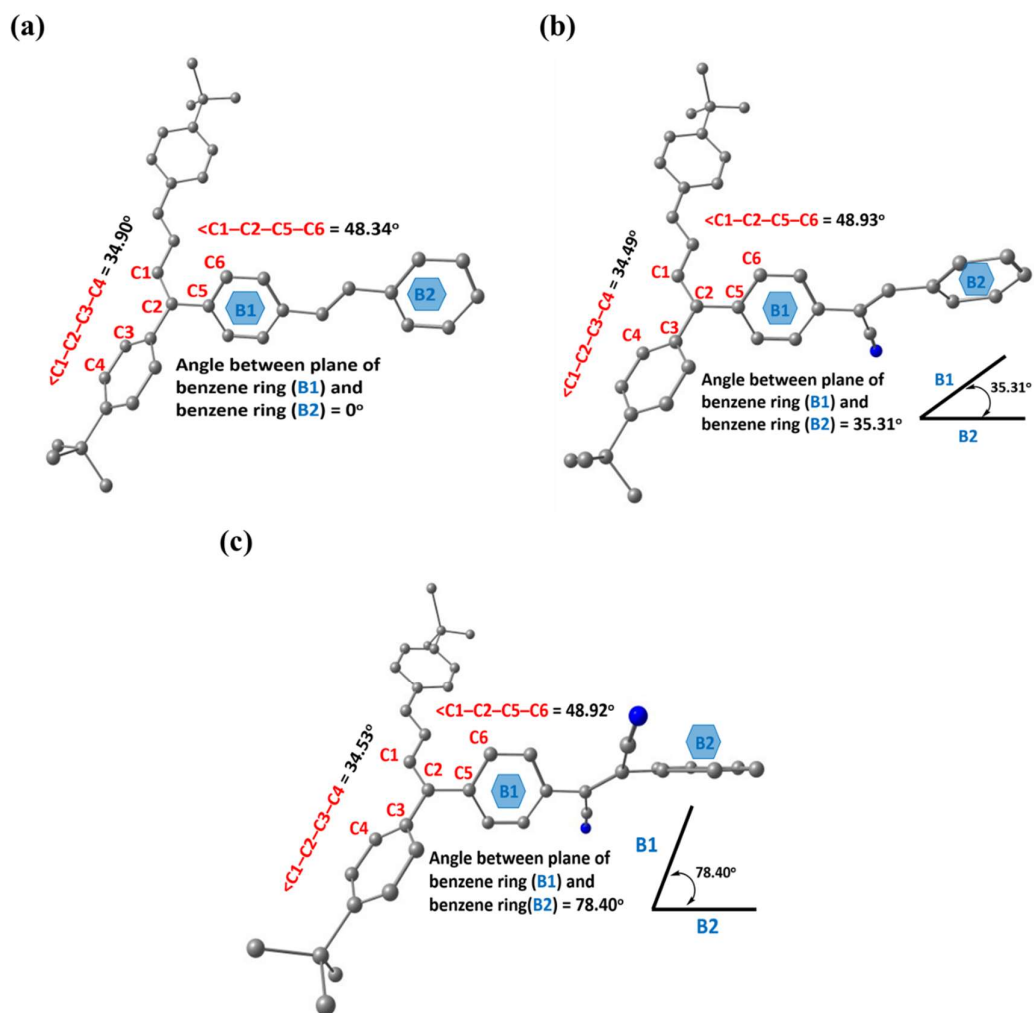 (a)
<C1–C2–C3–C4 = 34.90°
<C1–C2–C5–C6 = 48.34°
C1
C6
C2
C5
B1
B2
C3
C4
Angle between plane of
benzene ring (B1) and
benzene ring (B2) = 0°
(b)
<C1–C2–C3–C4 = 34.49°
<C1–C2–C5–C6 = 48.93°
C1
C6
C2
C5
B1
B2
C4
C3
Angle between plane of
benzene ring (B1) and
benzene ring (B2) = 35.31°
B1
35.31°
B2
(c)
<C1–C2–C3–C4 = 34.53°
<C1–C2–C5–C6 = 48.92°
C1
C6
C2
C5
B1
B2
C3
C4
Angle between plane of
benzene ring (B1) and
benzene ring(B2) = 78.40°
B1
78.40°
B2